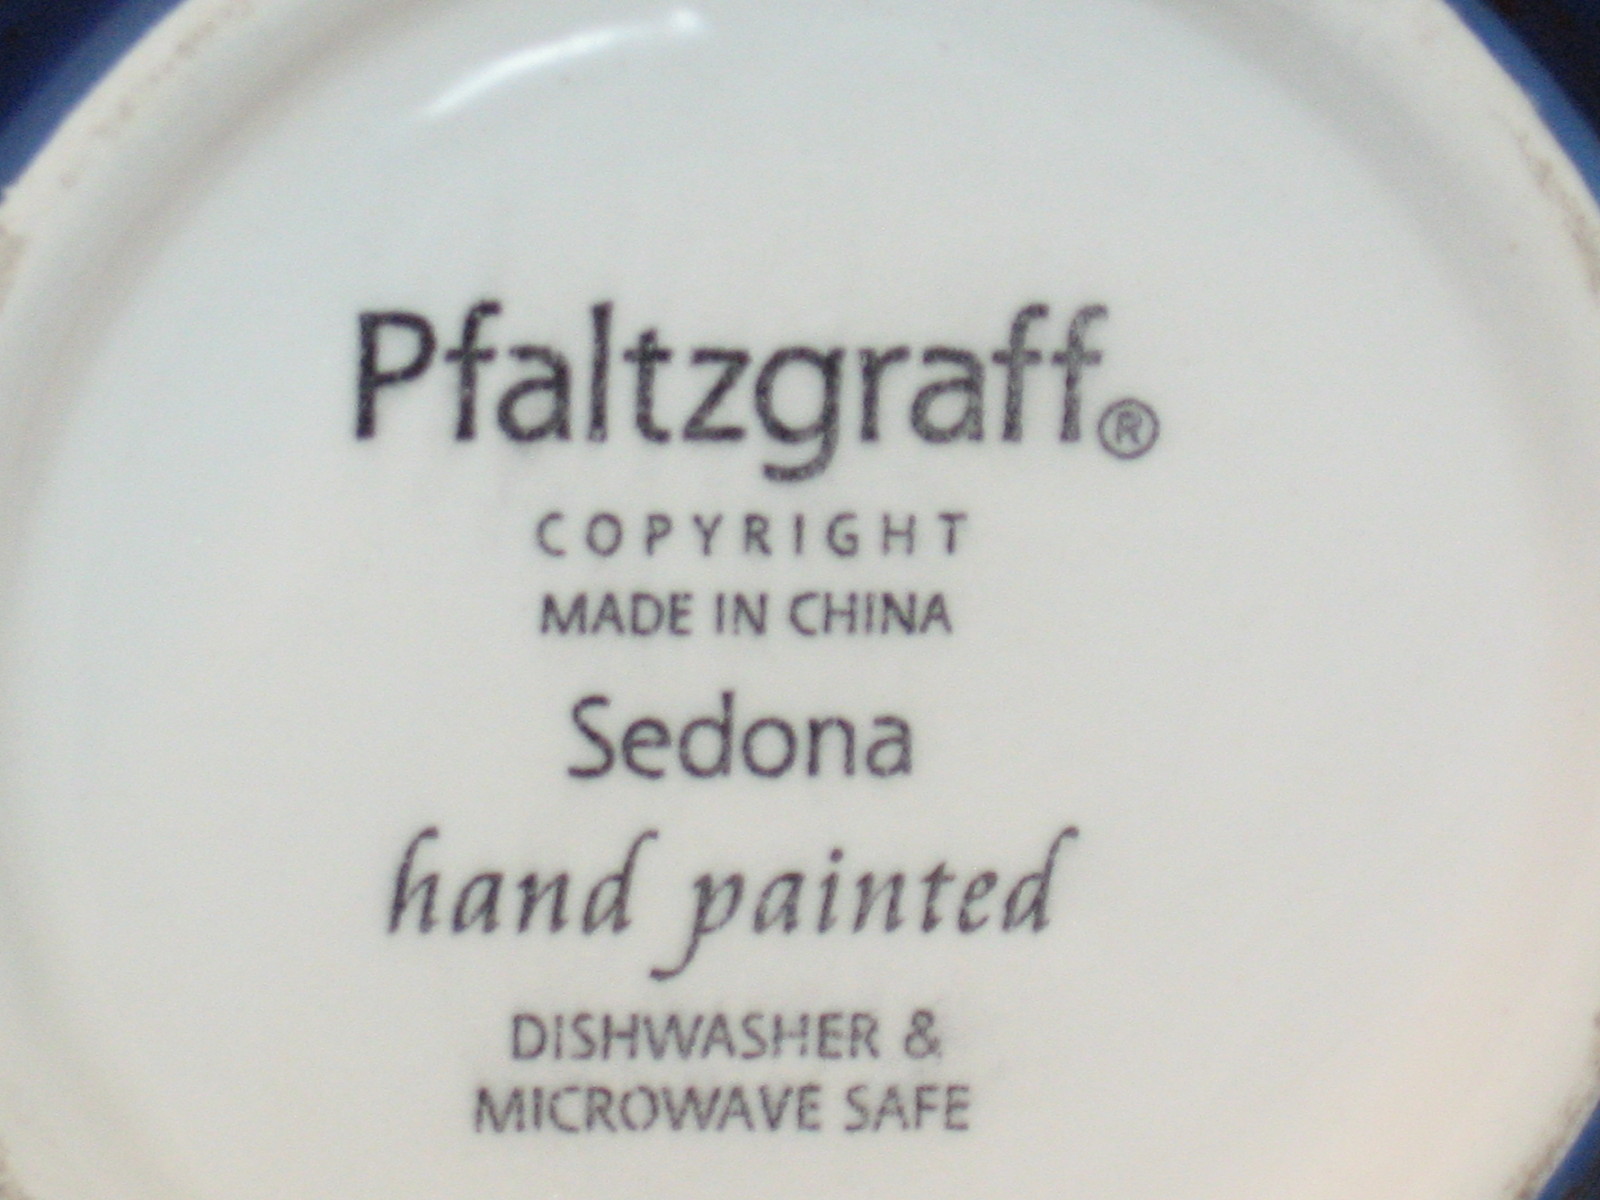 Pfaltzgraff®
COPYRIGHT
MADE IN CHINA
Sedona
hand painted
DISHWASHER &
MICROWAVE SAFE